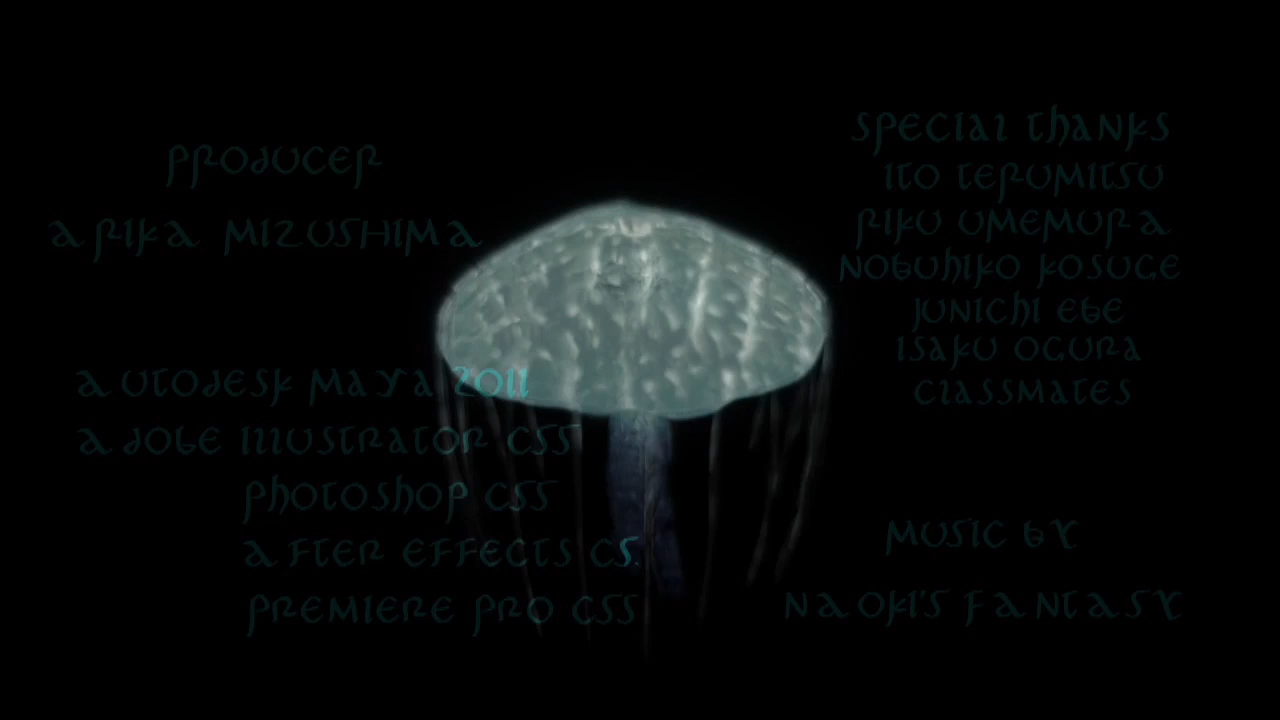 PRODUCER
ARIKA MIZUSHIMA
AUTODESK MAYA 2011
ADOBE ILLUSTRATOR CS5
PHOTOSHOP CS5
AFTER EFFECTS CS5
PREMIERE PRO CS5
SPECIAL THANKS
ITO TERUMITSU
RIKU UMEMURA
NOBUHIKO KOSUGE
JUNICHI EBE
ISAKU OGURA
CLASSMATES
MUSIC BY
NAOKI'S FANTASY